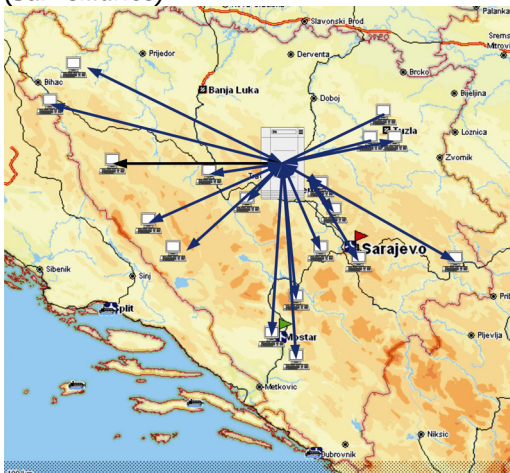 Slavonski Brod
Palanka
Prijedor
Derventa
Brcko
Bihac
Banja Luka
Bijeljina
Doboj
Tuzla
Loznica
Zvornik
Sarajevo
Sibenik
Sinj
Split
Mostar
Pljevlja
Metkovic
Niksic
Dubrovnik